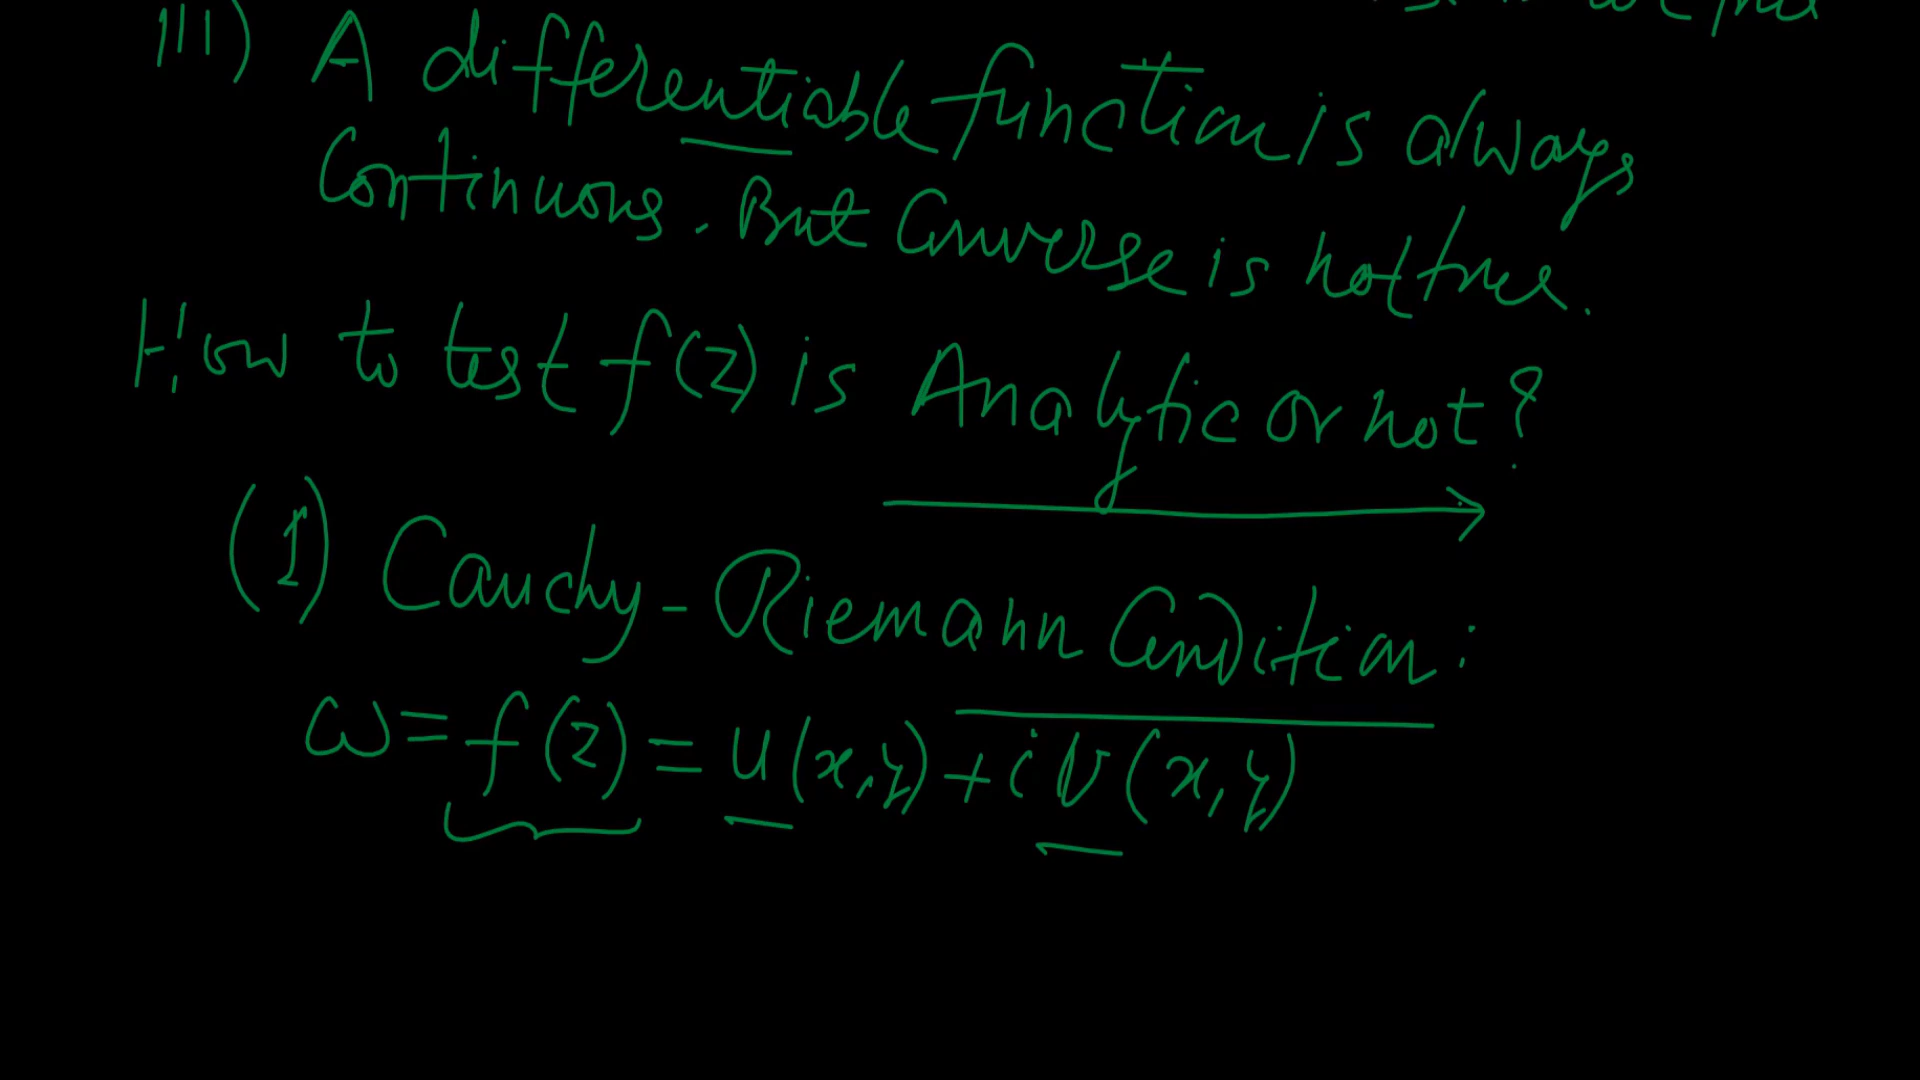 III) A differentiable function is always
Continuous. But Converse is not true.
How to test f(z) is Analytic or not?
(1) Cauchy-Riemann Condition:
ω = f(z) = u(x,y) + i v(x,y)